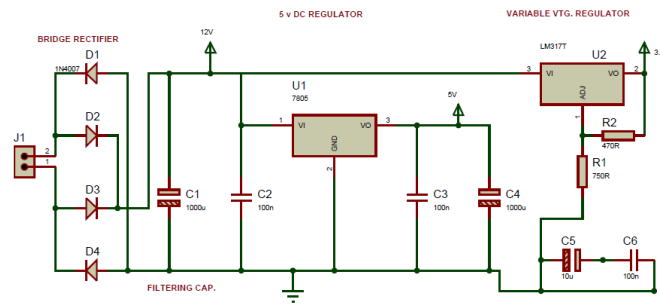 5 v DC REGULATOR
VARIABLE VTG. REGULATOR
BRIDGE RECTIFIER
12V
D1
1N4007
LM317T
U2
3.
3 VI VO 2
ADJ
1
U1
7805
5V
1 VI VO 3
GND
2
D2
R2
470R
J1
2
1
R1
750R
D3
C1
1000u
C2
100n
C3
100n
C4
1000u
D4
C5
10u
C6
100n
FILTERING CAP.